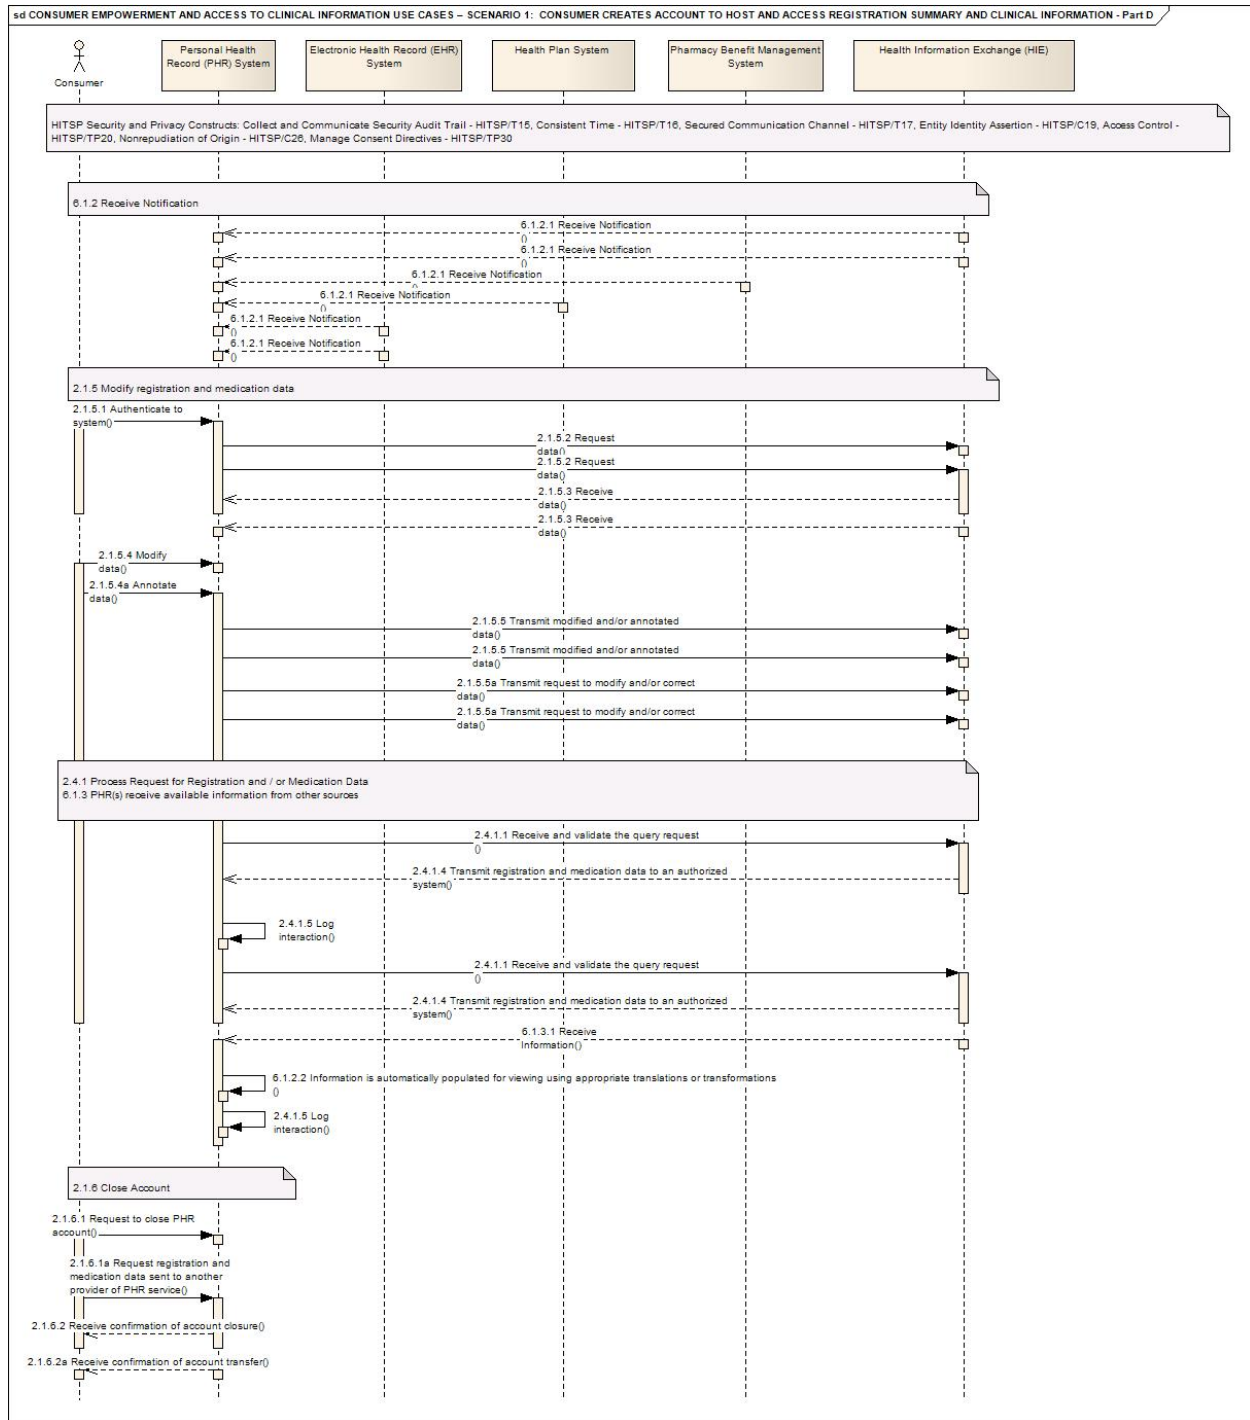 sd CONSUMER EMPOWERMENT AND ACCESS TO CLINICAL INFORMATION USE CASES – SCENARIO 1: CONSUMER CREATES ACCOUNT TO HOST AND ACCESS REGISTRATION SUMMARY AND CLINICAL INFORMATION - Part D
Consumer
Personal Health
Record (PHR) System
Electronic Health Record (EHR)
System
Health Plan System
Pharmacy Benefit Management
System
Health Information Exchange (HIE)
HITSP Security and Privacy Constructs: Collect and Communicate Security Audit Trail - HITSP/T15, Consistent Time - HITSP/T16, Secured Communication Channel - HITSP/T17, Entity Identity Assertion - HITSP/C19, Access Control -
HITSP/TP20, Nonrepudiation of Origin - HITSP/C26, Manage Consent Directives - HITSP/TP30
6.1.2 Receive Notification
6.1.2.1 Receive Notification
()
6.1.2.1 Receive Notification
()
6.1.2.1 Receive Notification
()
6.1.2.1 Receive Notification
()
6.1.2.1 Receive Notification
()
6.1.2.1 Receive Notification
()
2.1.5 Modify registration and medication data
2.1.5.1 Authenticate to
system()
2.1.5.2 Request
data()
2.1.5.2 Request
data()
2.1.5.3 Receive
data()
2.1.5.3 Receive
data()
2.1.5.4 Modify
data()
2.1.5.4a Annotate
data()
2.1.5.5 Transmit modified and/or annotated
data()
2.1.5.5 Transmit modified and/or annotated
data()
2.1.5.5a Transmit request to modify and/or correct
data()
2.1.5.5a Transmit request to modify and/or correct
data()
2.4.1 Process Request for Registration and / or Medication Data
6.1.3 PHR(s) receive available information from other sources
2.4.1.1 Receive and validate the query request
()
2.4.1.4 Transmit registration and medication data to an authorized
system()
2.4.1.5 Log
interaction()
2.4.1.1 Receive and validate the query request
()
2.4.1.4 Transmit registration and medication data to an authorized
system()
6.1.3.1 Receive
Information()
6.1.2.2 Information is automatically populated for viewing using appropriate translations or transformations
()
2.4.1.5 Log
interaction()
2.1.6 Close Account
2.1.6.1 Request to close PHR
account()
2.1.6.1a Request registration and
medication data sent to another
provider of PHR service()
2.1.6.2 Receive confirmation of account closure()
2.1.6.2a Receive confirmation of account transfer()